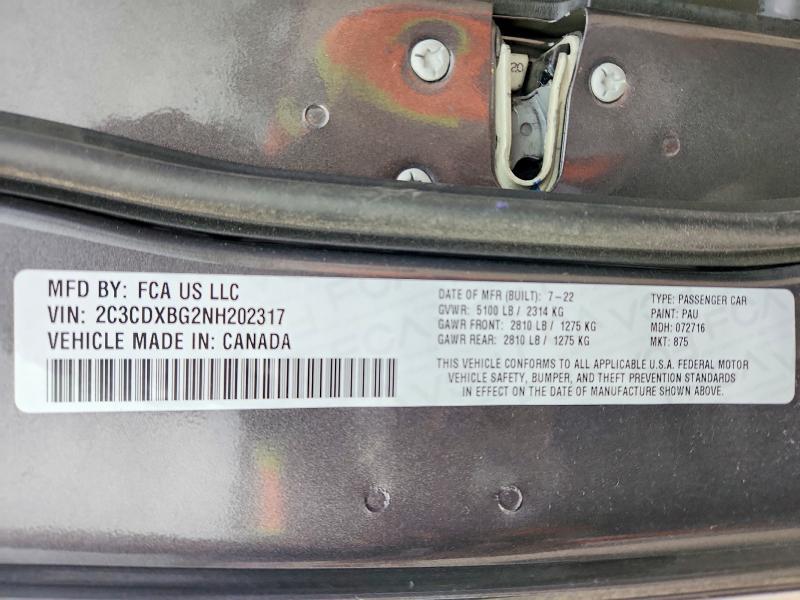 20
MFD BY: FCA US LLC
VIN: 2C3CDXBG2NH202317
VEHICLE MADE IN: CANADA
DATE OF MFR (BUILT): 7-22
GVWR: 5100 LB / 2314 KG
GAWR FRONT: 2810 LB / 1275 KG
GAWR REAR: 2810 LB / 1275 KG
TYPE: PASSENGER CAR
PAINT: PAU
MDH: 072716
MKT: 875
THIS VEHICLE CONFORMS TO ALL APPLICABLE U.S.A. FEDERAL MOTOR
VEHICLE SAFETY, BUMPER, AND THEFT PREVENTION STANDARDS
IN EFFECT ON THE DATE OF MANUFACTURE SHOWN ABOVE.